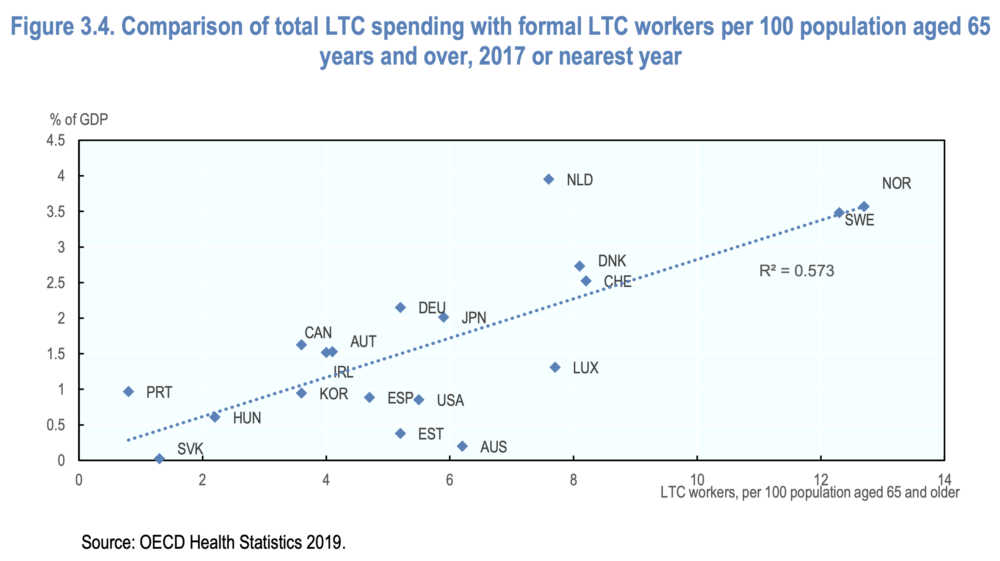 Figure 3.4. Comparison of total LTC spending with formal LTC workers per 100 population aged 65
years and over, 2017 or nearest year
% of GDP
4.5
4
3.5
3
2.5
2
1.5
1
0.5
0
NLD
NOR
SWE
DNK
CHE
R² = 0.573
DEU
JPN
CAN
AUT
IRL
LUX
PRT
KOR
ESP
USA
HUN
EST
SVK
AUS
0 2 4 6 8 10 12 14
LTC workers, per 100 population aged 65 and older
Source: OECD Health Statistics 2019.